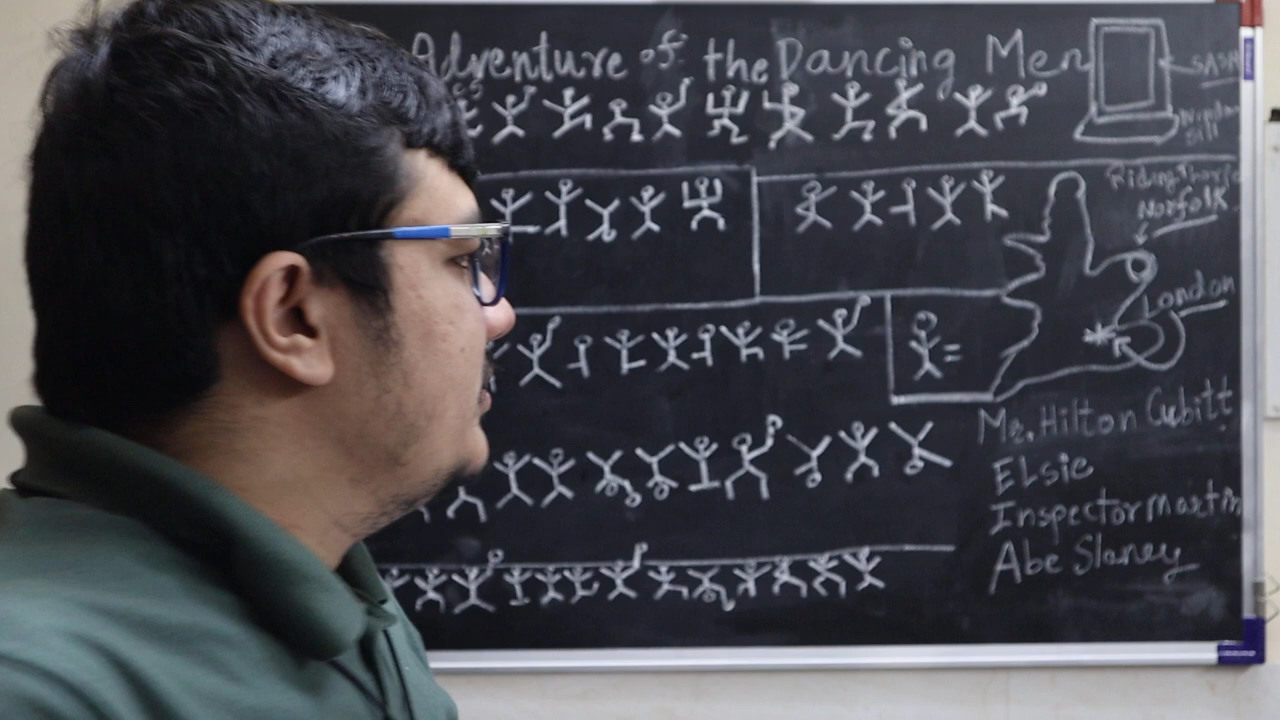 Adventure of the Dancing Men
SASH
Window
Sill
Riding Thorpe
Norfolk
London
=
Mr. Hilton Cubitt
Elsie
Inspector Martin
Abe Slaney